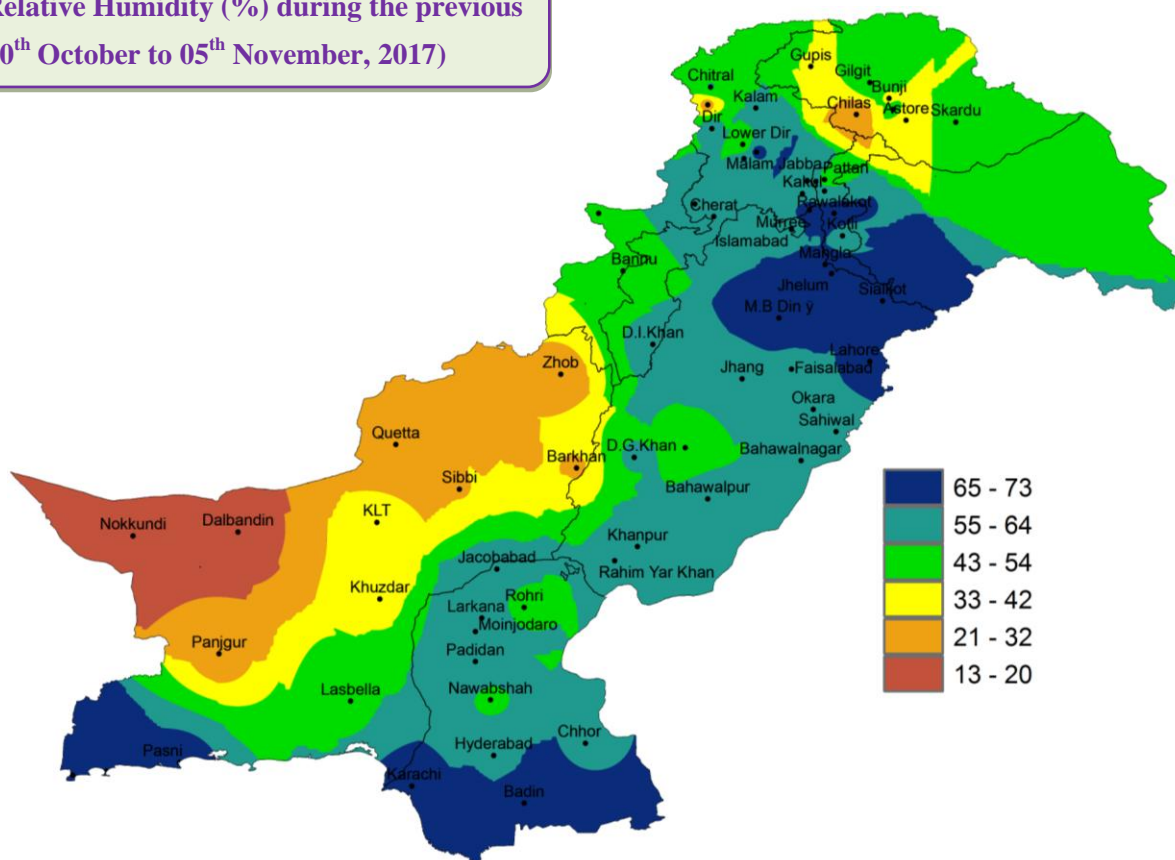 Relative Humidity (%) during the previous
0th October to 05th November, 2017)
Gupis
Gilgit
Chitral
Bunji
Kalam
Chilas
Astore
Skardu
Dir
Lower Dir
Malam Jabba
Pattan
Kakul
Cherat
Rawalakot
Murree
Kotli
Islamabad
Mangla
Bannu
Jhelum
Sialkot
M.B Din ÿ
D.I.Khan
Lahore
Zhob
Jhang
Faisalabad
Okara
Sahiwal
Quetta
D.G.Khan
Bahawalnagar
Barkhan
Sibbi
Bahawalpur
65 - 73
KLT
Nokkundi
Dalbandin
55 - 64
Khanpur
Jacobabad
43 - 54
Rahim Yar Khan
Khuzdar
Rohri
33 - 42
Larkana
Moinjodaro
21 - 32
Panjgur
Padidan
13 - 20
Lasbella
Nawabshah
Chhor
Pasni
Hyderabad
Karachi
Badin